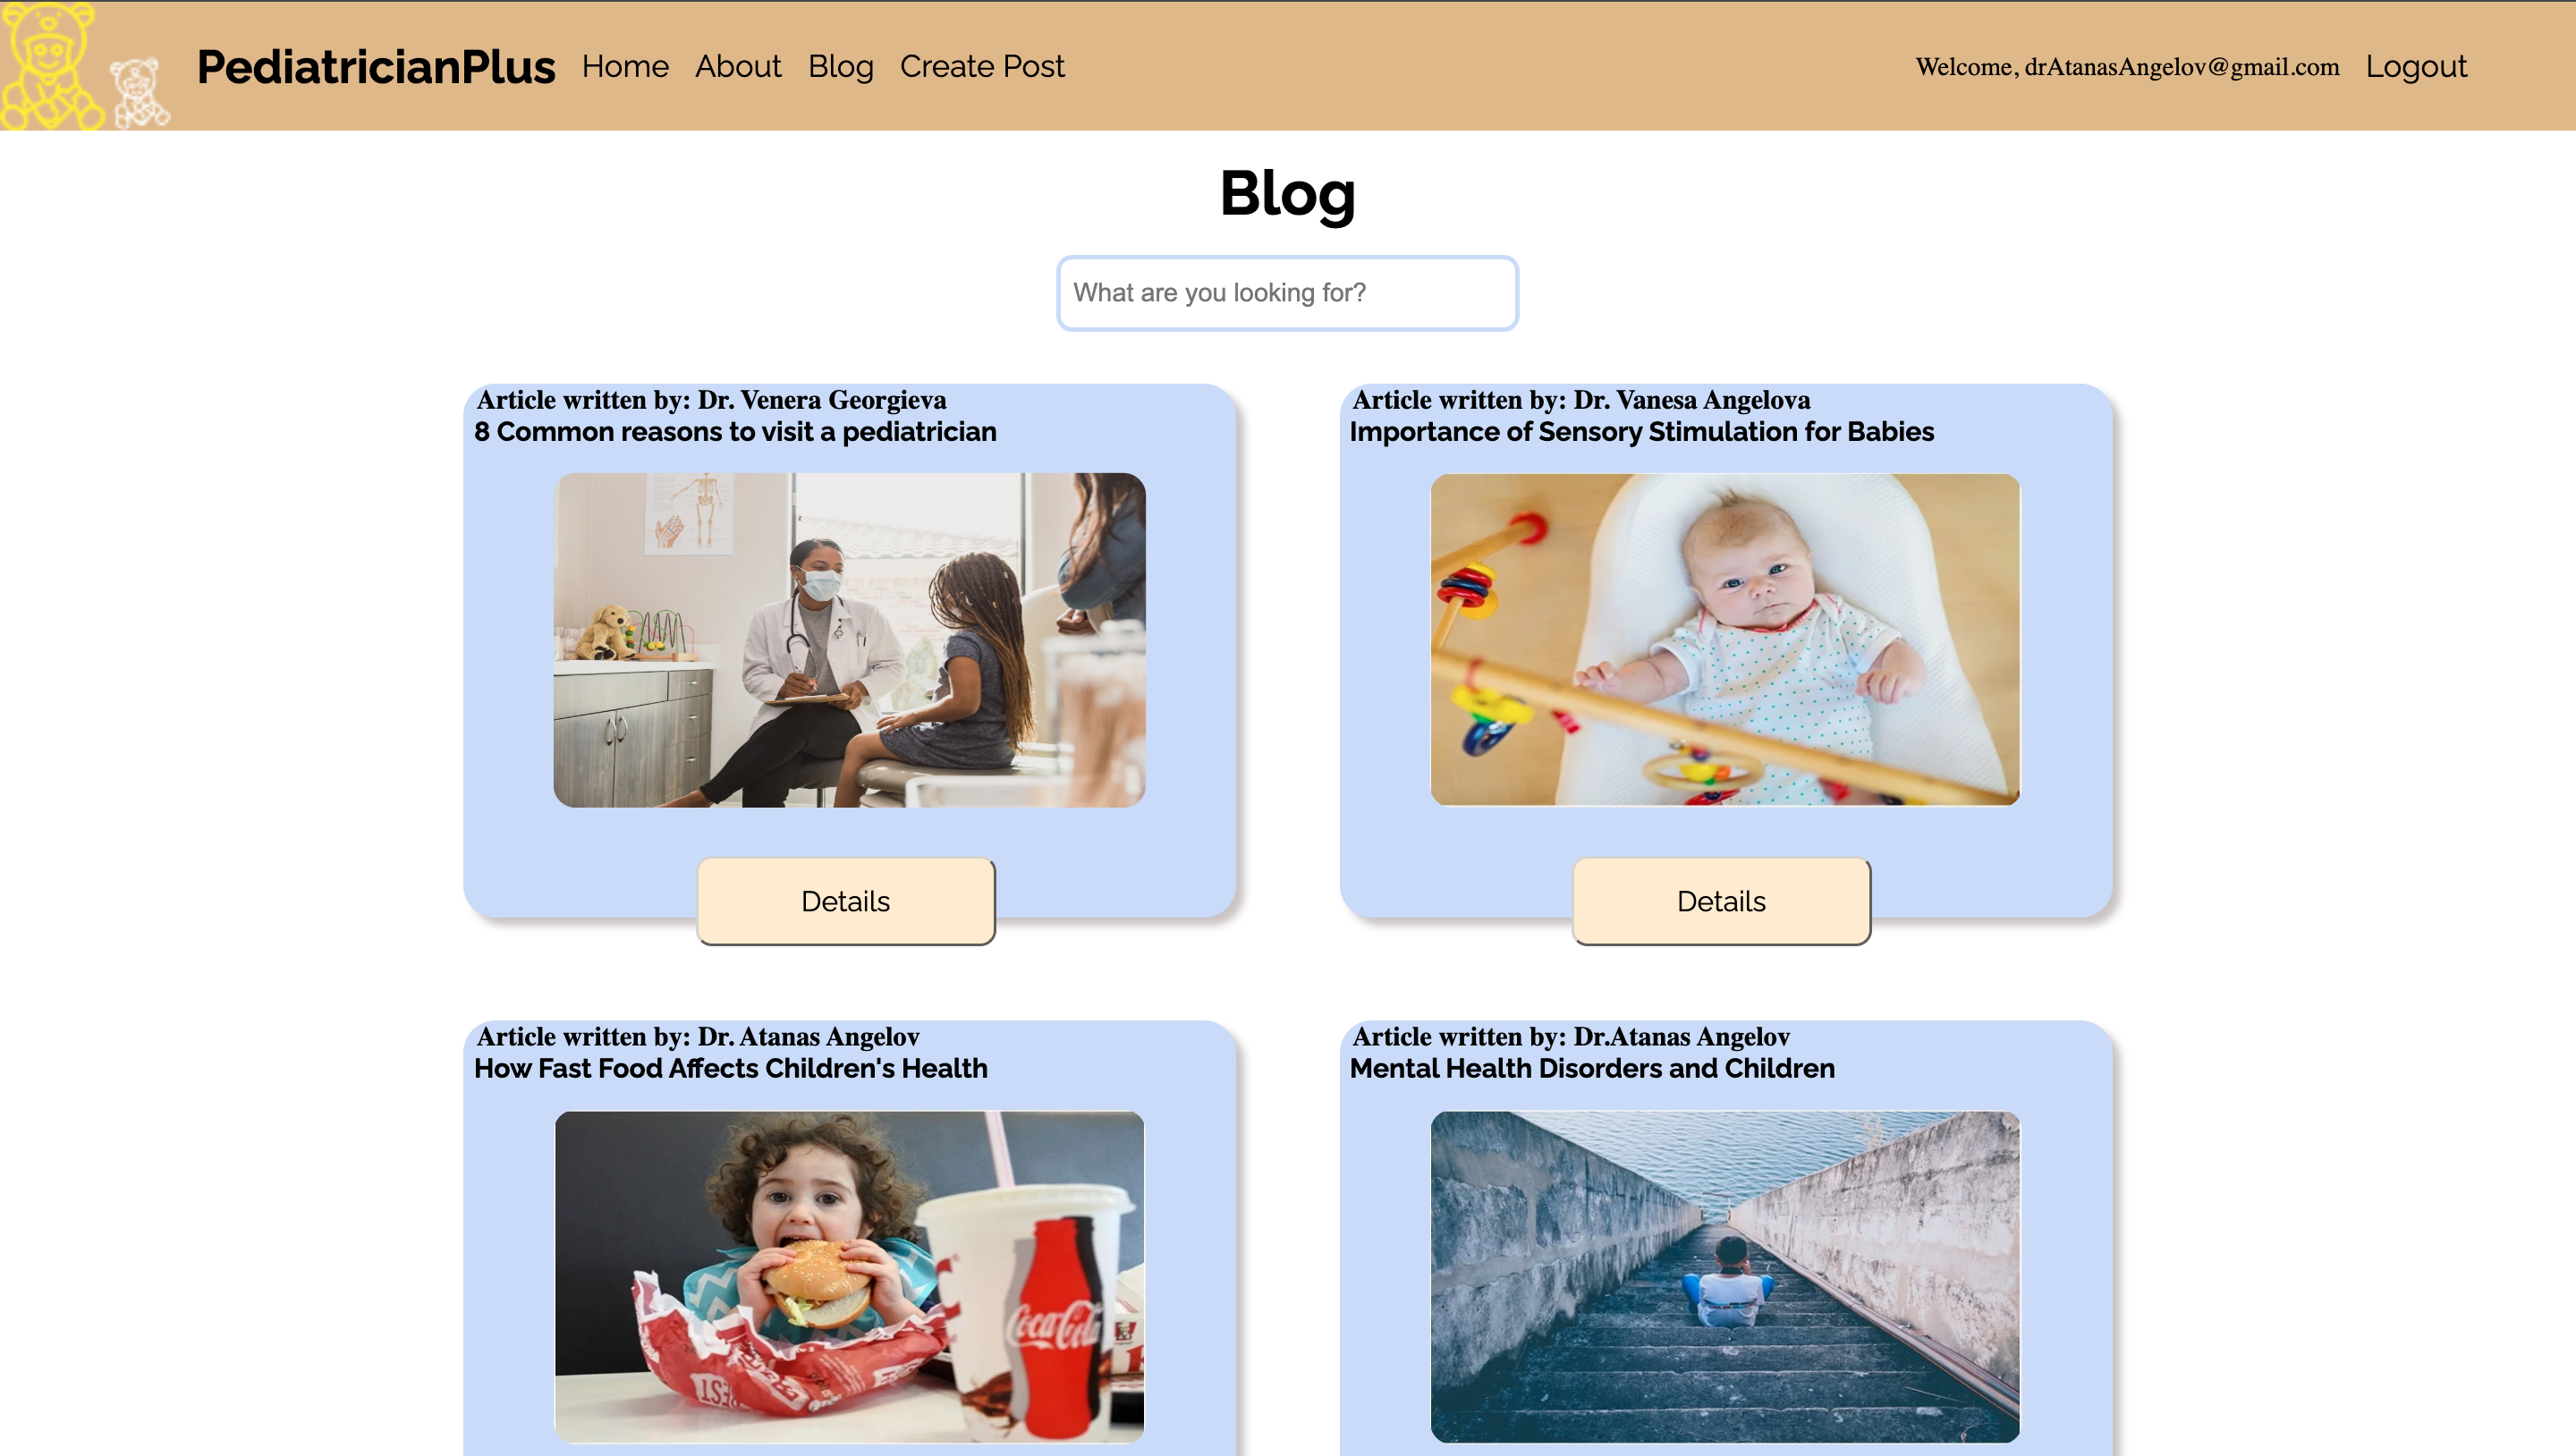 PediatricianPlus Home About Blog Create Post Welcome, drAtanasAngelov@gmail.com Logout
Blog
What are you looking for?
Article written by: Dr. Venera Georgieva
8 Common reasons to visit a pediatrician
Details
Article written by: Dr. Vanesa Angelova
Importance of Sensory Stimulation for Babies
Details
Article written by: Dr. Atanas Angelov
How Fast Food Affects Children's Health
Coca-Cola
Article written by: Dr.Atanas Angelov
Mental Health Disorders and Children